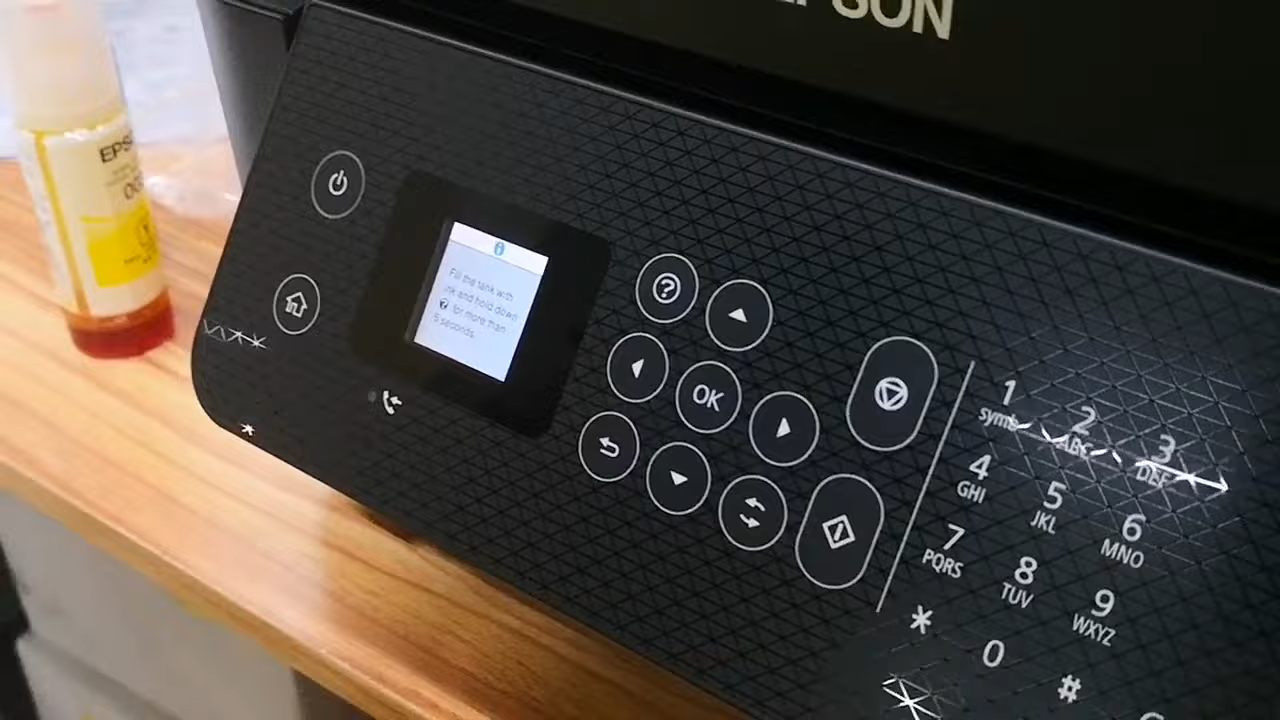 EPSON
EPS
Fill the tank with
ink and hold down
? for more than
5 seconds.
?
OK
1
symb
2
ABC
3
DEF
4
GHI
5
JKL
6
MNO
7
PQRS
8
TUV
9
WXYZ
*
0
#